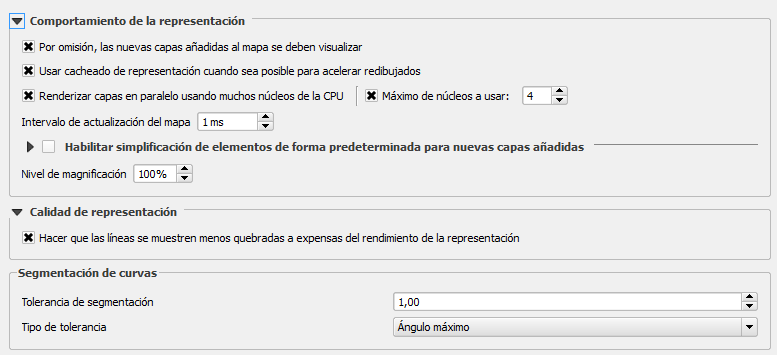 Comportamiento de la representación
Por omisión, las nuevas capas añadidas al mapa se deben visualizar
Usar cacheado de representación cuando sea posible para acelerar redibujados
Renderizar capas en paralelo usando muchos núcleos de la CPU Máximo de núcleos a usar: 4
Intervalo de actualización del mapa 1 ms
Habilitar simplificación de elementos de forma predeterminada para nuevas capas añadidas
Nivel de magnificación 100%
Calidad de representación
Hacer que las líneas se muestren menos quebradas a expensas del rendimiento de la representación
Segmentación de curvas
Tolerancia de segmentación 1,00
Tipo de tolerancia Ángulo máximo